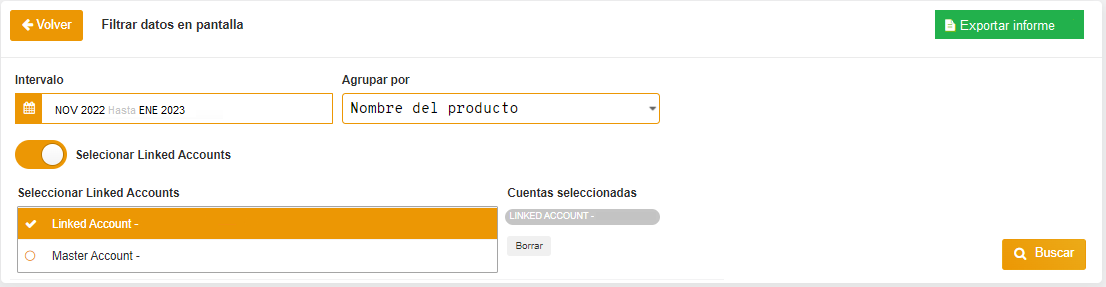 Volver
Filtrar datos en pantalla
Exportar informe
Intervalo
Agrupar por
NOV 2022 Hasta ENE 2023
Nombre del producto
Selecionar Linked Accounts
Seleccionar Linked Accounts
Cuentas seleccionadas
Linked Account -
LINKED ACCOUNT -
Master Account -
Borrar
Buscar